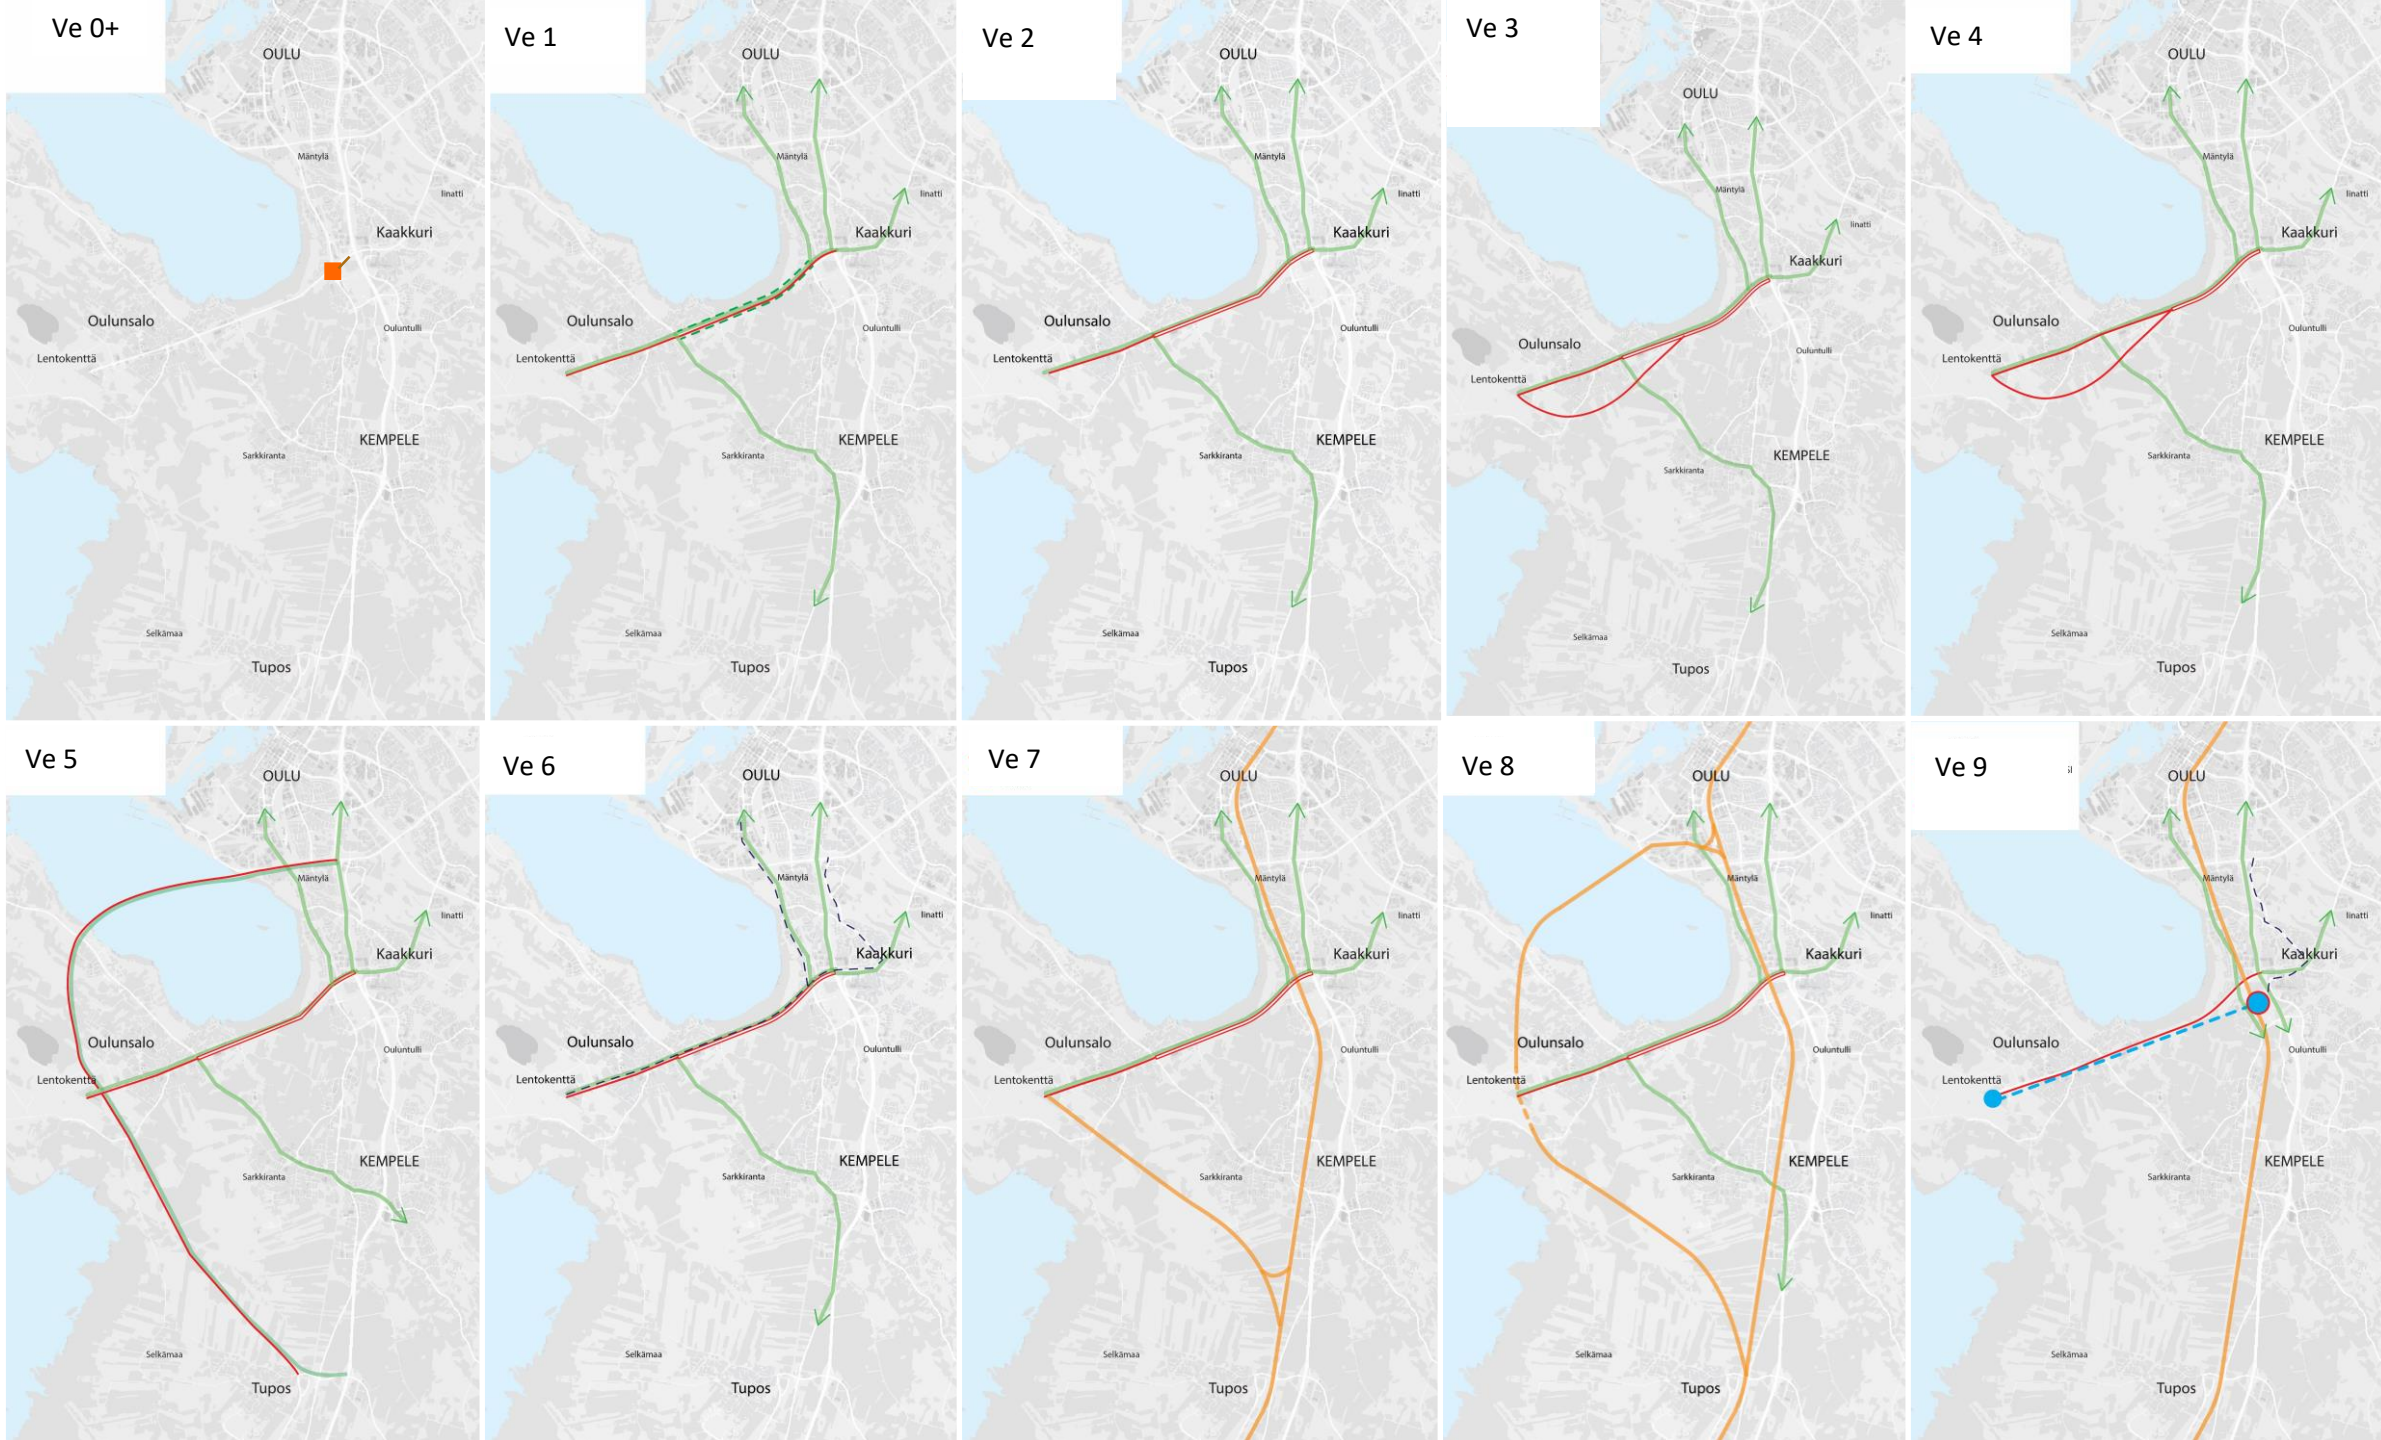 Ve 0+
OULU
Mäntylä
Iinatti
Kaakkuri
Oulunsalo
Ouluntulli
Lentokenttä
KEMPELE
Sarkkiranta
Selkämaa
Tupos
Ve 1
OULU
Mäntylä
Iinatti
Kaakkuri
Oulunsalo
Ouluntulli
Lentokenttä
KEMPELE
Sarkkiranta
Selkämaa
Tupos
Ve 2
OULU
Mäntylä
Iinatti
Kaakkuri
Oulunsalo
Ouluntulli
Lentokenttä
KEMPELE
Sarkkiranta
Selkämaa
Tupos
Ve 3
OULU
Mäntylä
Iinatti
Kaakkuri
Oulunsalo
Ouluntulli
Lentokenttä
KEMPELE
Sarkkiranta
Selkämaa
Tupos
Ve 4
OULU
Mäntylä
Iinatti
Kaakkuri
Oulunsalo
Ouluntulli
Lentokenttä
KEMPELE
Sarkkiranta
Selkämaa
Tupos
Ve 5
OULU
Mäntylä
Iinatti
Kaakkuri
Oulunsalo
Ouluntulli
Lentokenttä
KEMPELE
Sarkkiranta
Selkämaa
Tupos
Ve 6
OULU
Mäntylä
Iinatti
Kaakkuri
Oulunsalo
Ouluntulli
Lentokenttä
KEMPELE
Sarkkiranta
Selkämaa
Tupos
Ve 7
OULU
Mäntylä
Iinatti
Kaakkuri
Oulunsalo
Ouluntulli
Lentokenttä
KEMPELE
Sarkkiranta
Selkämaa
Tupos
Ve 8
OULU
Mäntylä
Iinatti
Kaakkuri
Oulunsalo
Ouluntulli
Lentokenttä
KEMPELE
Sarkkiranta
Selkämaa
Tupos
Ve 9
OULU
Mäntylä
Iinatti
Kaakkuri
Oulunsalo
Ouluntulli
Lentokenttä
KEMPELE
Sarkkiranta
Selkämaa
Tupos